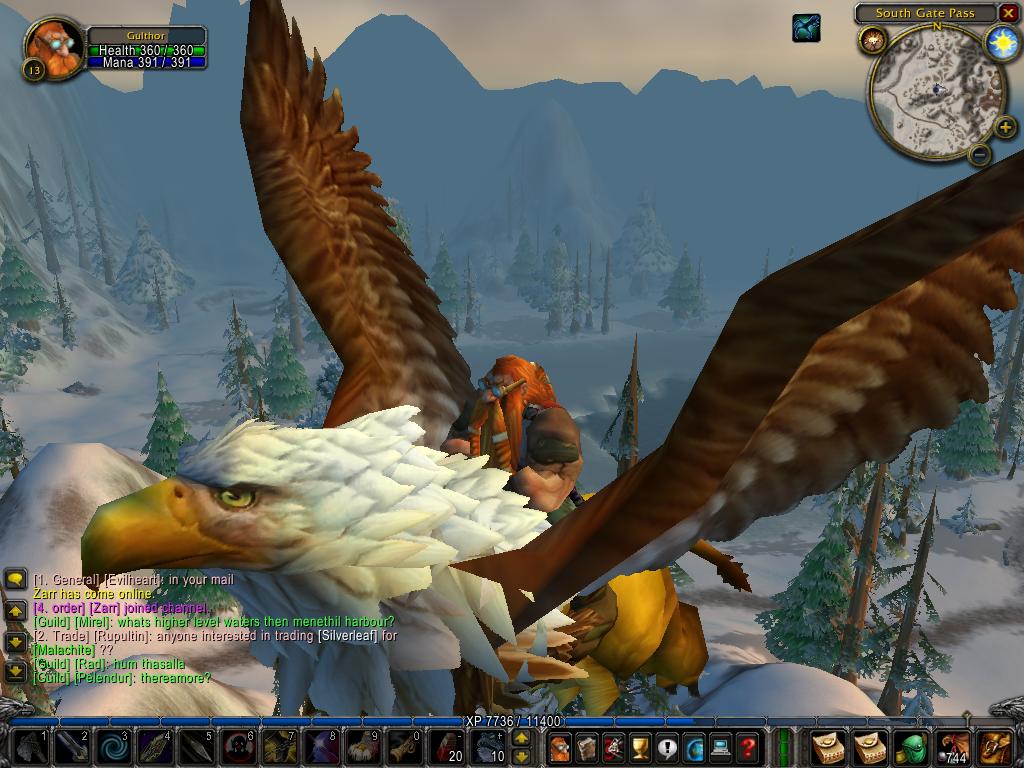 Gulthor
Health 360 / 360
Mana 391 / 391
13
South Gate Pass
N
[1. General] [Evilheart]: in your mail
Zarr has come online.
[4. order] [Zarr] joined channel.
[Guild] [Mirel]: whats higher level waters then menethil harbour?
[2. Trade] [Rupultin]: anyone interested in trading [Silverleaf] for
[Malachite] ??
[Guild] [Rad]: hum thasalla
[Guild] [Pelendur]: thereamore?
XP 7736 / 11400
1 2 3 4 5 6 7 8 9 0 - 20 + 10
744